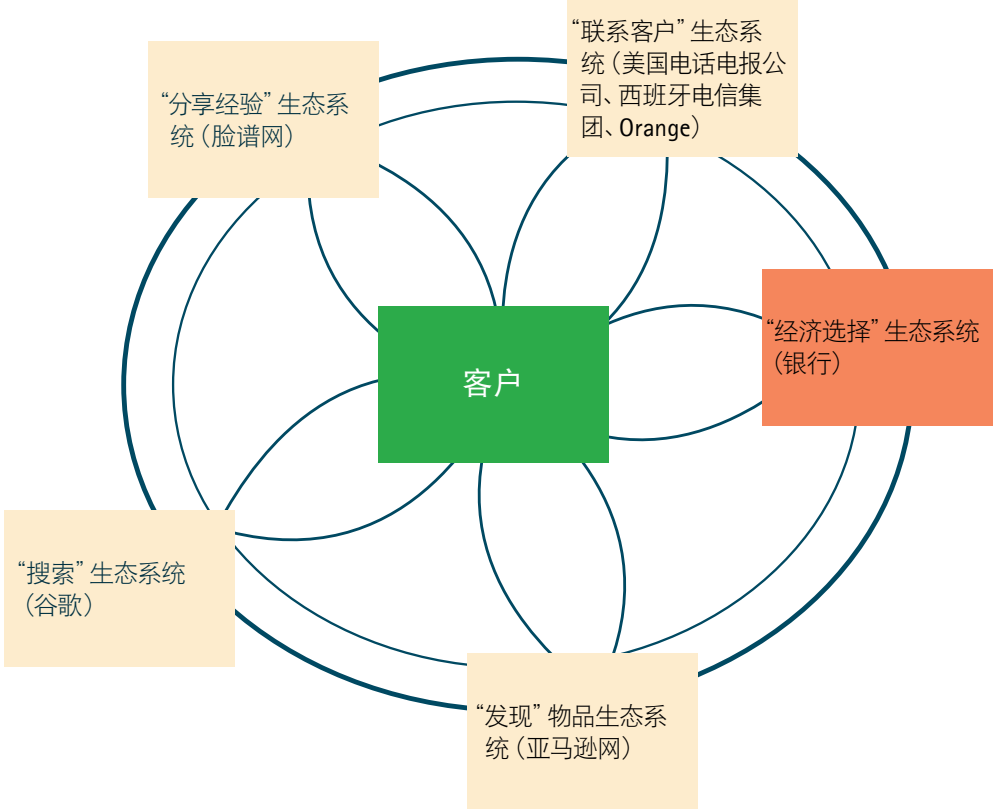 “联系客户” 生态系
统（美国电话电报公
司、西班牙电信集
团、Orange）
“分享经验” 生态系
统（脸谱网）
“经济选择” 生态系统
（银行）
客户
“搜索” 生态系统
（谷歌）
“发现” 物品生态系
统（亚马逊网）